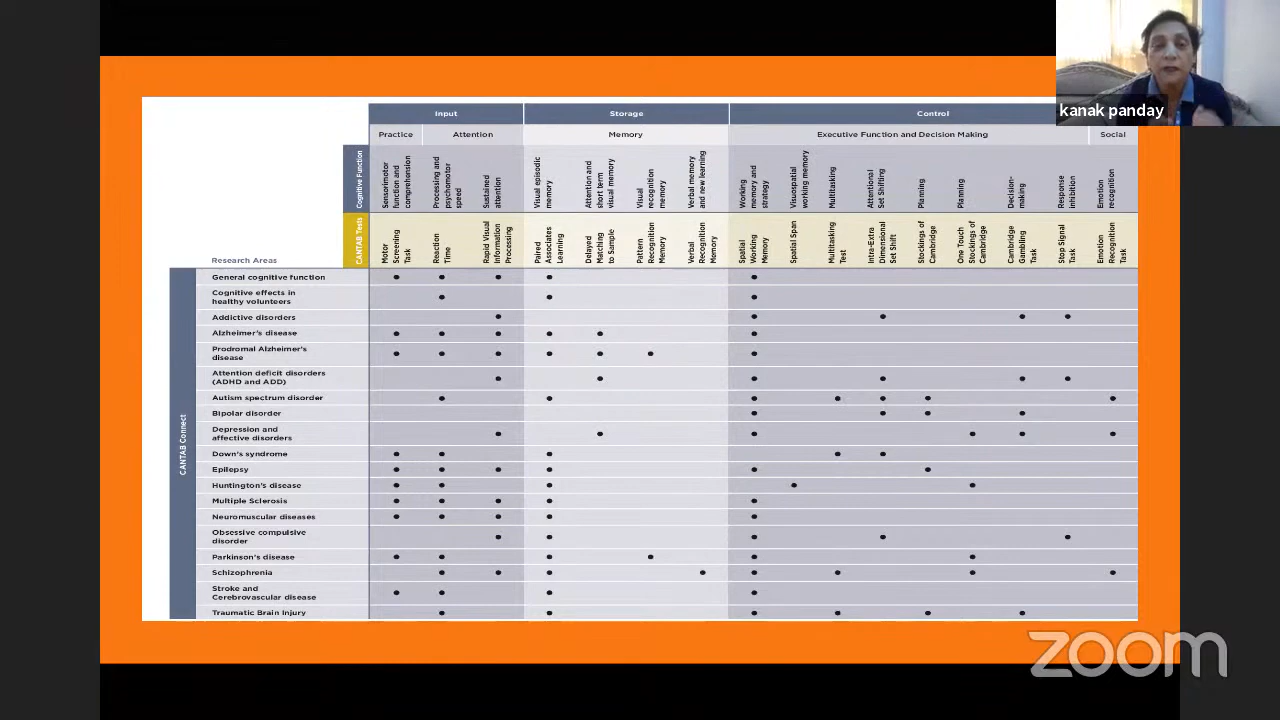 kanak panday
Input
Storage
Control
Practice
Attention
Memory
Executive Function and Decision Making
Social
Cognitive Function
Sensorimotor
function and
comprehension
Processing and
psychomotor
speed
Sustained
attention
Visual episodic
memory
Attention and
short term
visual memory
Visual
recognition
memory
Verbal memory
and new learning
Working
memory and
strategy
Visuospatial
working memory
Multitasking
Attentional
Set Shifting
Planning
Planning
Decision-
making
Response
inhibition
Emotion
recognition
CANTAB Tests
Motor
Screening
Task
Reaction
Time
Rapid Visual
Information
Processing
Paired
Associates
Learning
Delayed
Matching
to Sample
Pattern
Recognition
Memory
Verbal
Recognition
Memory
Spatial
Working
Memory
Spatial Span
Multitasking
Test
Intra-Extra
Dimensional
Set Shift
Stockings of
Cambridge
One Touch
Stockings of
Cambridge
Cambridge
Gambling
Task
Stop Signal
Task
Emotion
Recognition
Task
Research Areas
CANTAB Connect
General cognitive function
Cognitive effects in
healthy volunteers
Addictive disorders
Alzheimer's disease
Prodromal Alzheimer's
disease
Attention deficit disorders
(ADHD and ADD)
Autism spectrum disorder
Bipolar disorder
Depression and
affective disorders
Down's syndrome
Epilepsy
Huntington's disease
Multiple Sclerosis
Neuromuscular diseases
Obsessive compulsive
disorder
Parkinson's disease
Schizophrenia
Stroke and
Cerebrovascular disease
Traumatic Brain Injury
zoom